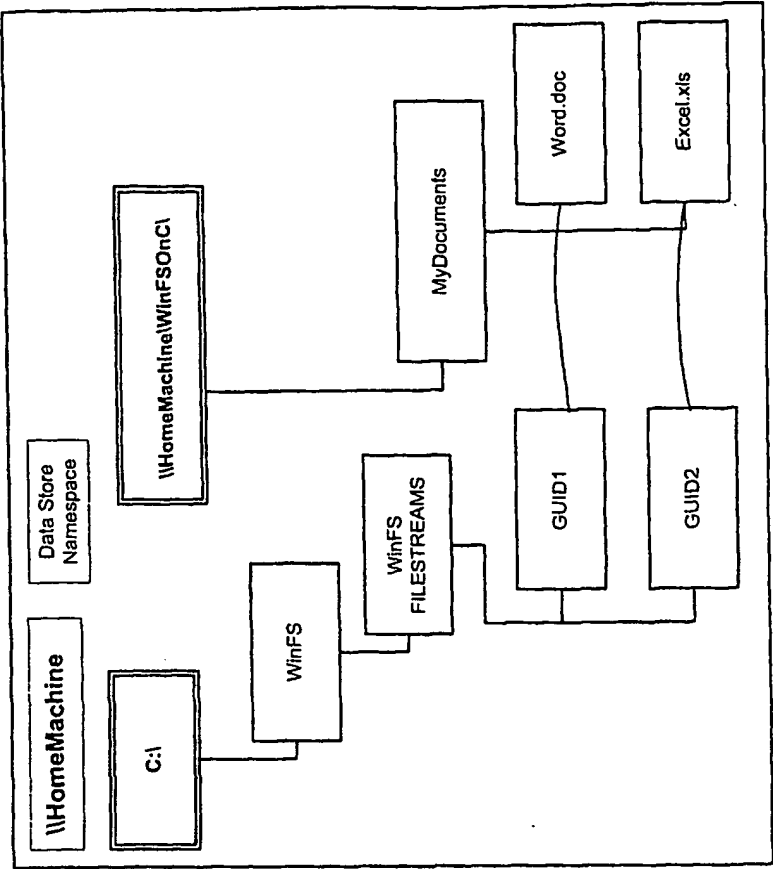 \\HomeMachine
Data Store
Namespace
C:\
\\HomeMachine\WinFSOnC\
WinFS
WinFS
FILESTREAMS
MyDocuments
GUID1
Word.doc
GUID2
Excel.xls